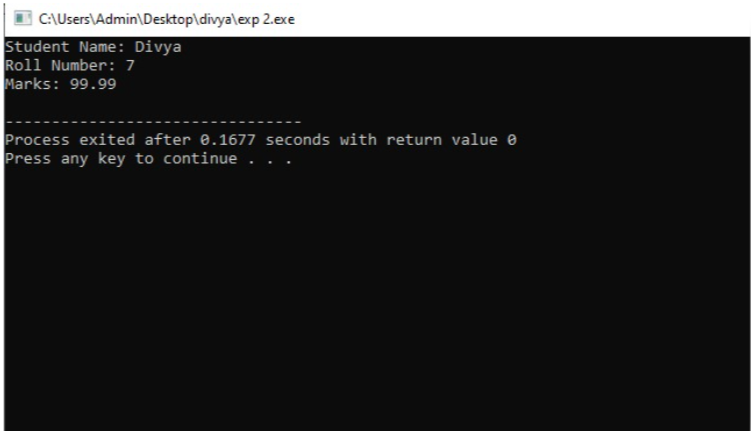 C:\Users\Admin\Desktop\divya\exp 2.exe
Student Name: Divya
Roll Number: 7
Marks: 99.99
--------------------------------
Process exited after 0.1677 seconds with return value 0
Press any key to continue . . .